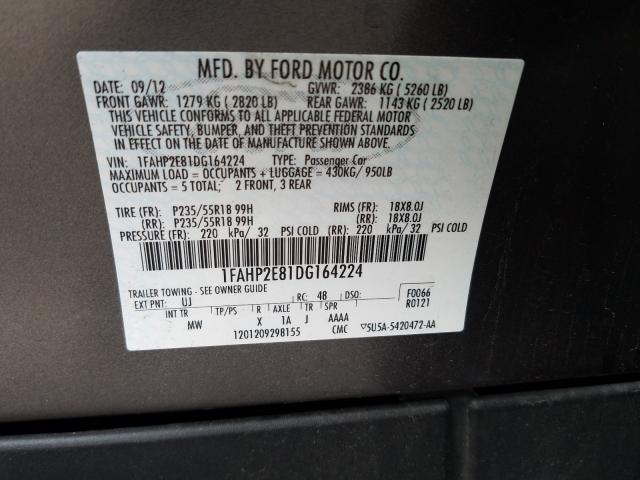 MFD. BY FORD MOTOR CO.
DATE: 09/12 GVWR: 2386 KG ( 5260 LB)
FRONT GAWR: 1279 KG ( 2820 LB) REAR GAWR: 1143 KG ( 2520 LB)
THIS VEHICLE CONFORMS TO ALL APPLICABLE FEDERAL MOTOR
VEHICLE SAFETY, BUMPER, AND THEFT PREVENTION STANDARDS
IN EFFECT ON THE DATE OF MANUFACTURE SHOWN ABOVE.
VIN: 1FAHP2E81DG164224 TYPE: Passenger Car
MAXIMUM LOAD = OCCUPANTS + LUGGAGE = 430KG/ 950LB
OCCUPANTS = 5 TOTAL; 2 FRONT, 3 REAR
TIRE (FR): P235/55R18 99H RIMS (FR): 18X8.0J
(RR): P235/55R18 99H (RR): 18X8.0J
PRESSURE (FR): 220 kPa/ 32 PSI COLD (RR): 220 kPa/ 32 PSI COLD
1FAHP2E81DG164224
TRAILER TOWING - SEE OWNER GUIDE
EXT PNT: UJ RC: 48 DSO: F0066
R0121
INT TR TP/PS R AXLE TR SPR
MW X 1A J AAAA
1201209298155 CMC ▽5U5A-5420472-AA